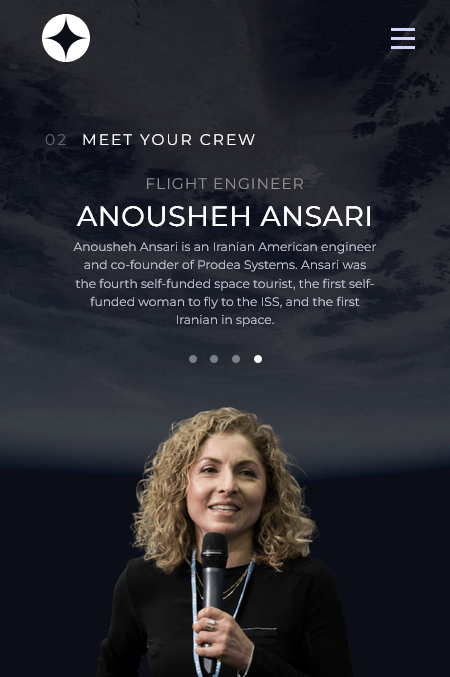 02 MEET YOUR CREW
FLIGHT ENGINEER
ANOUSHEH ANSARI
Anousheh Ansari is an Iranian American engineer
and co-founder of Prodea Systems. Ansari was
the fourth self-funded space tourist, the first self-
funded woman to fly to the ISS, and the first
Iranian in space.